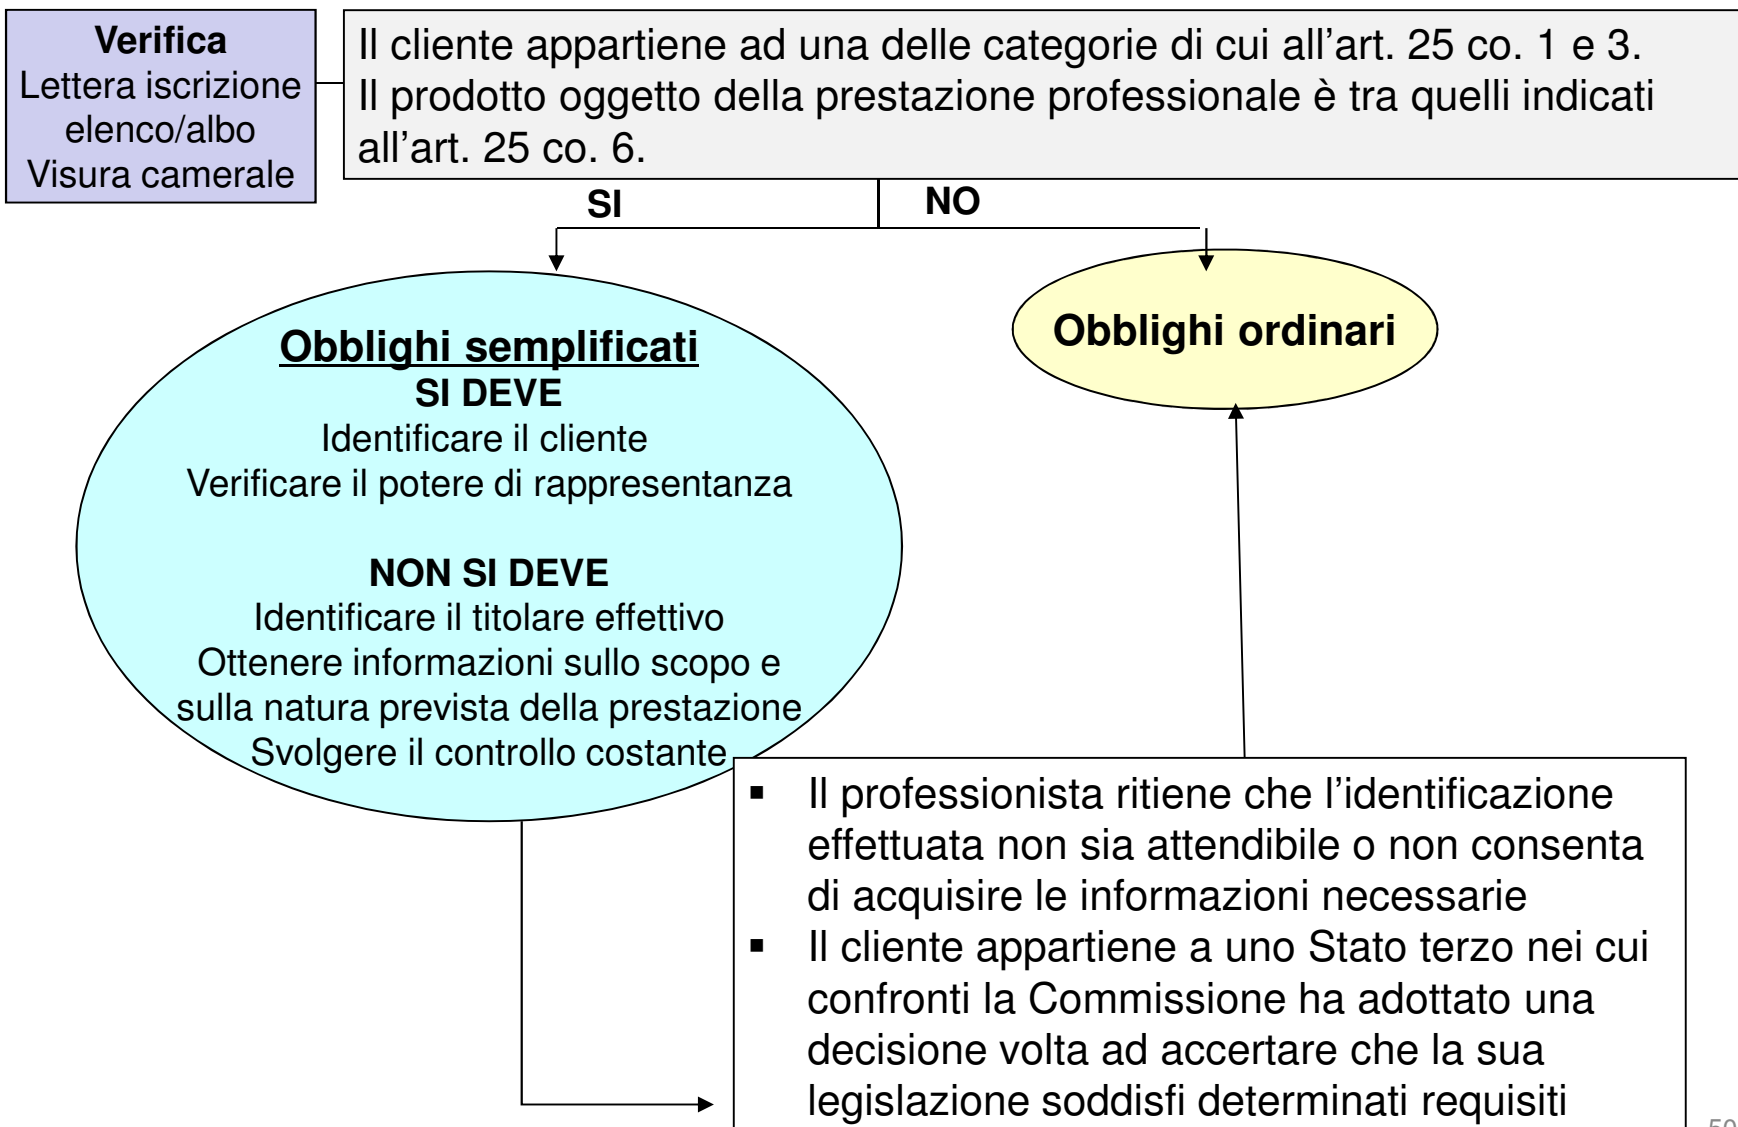 Verifica
Lettera iscrizione
elenco/albo
Visura camerale
Il cliente appartiene ad una delle categorie di cui all’art. 25 co. 1 e 3.
Il prodotto oggetto della prestazione professionale è tra quelli indicati
all’art. 25 co. 6.
SI
NO
Obblighi semplificati
SI DEVE
Identificare il cliente
Verificare il potere di rappresentanza
NON SI DEVE
Identificare il titolare effettivo
Ottenere informazioni sullo scopo e
sulla natura prevista della prestazione
Svolgere il controllo costante
Obblighi ordinari
▪ Il professionista ritiene che l’identificazione
effettuata non sia attendibile o non consenta
di acquisire le informazioni necessarie
▪ Il cliente appartiene a uno Stato terzo nei cui
confronti la Commissione ha adottato una
decisione volta ad accertare che la sua
legislazione soddisfi determinati requisiti